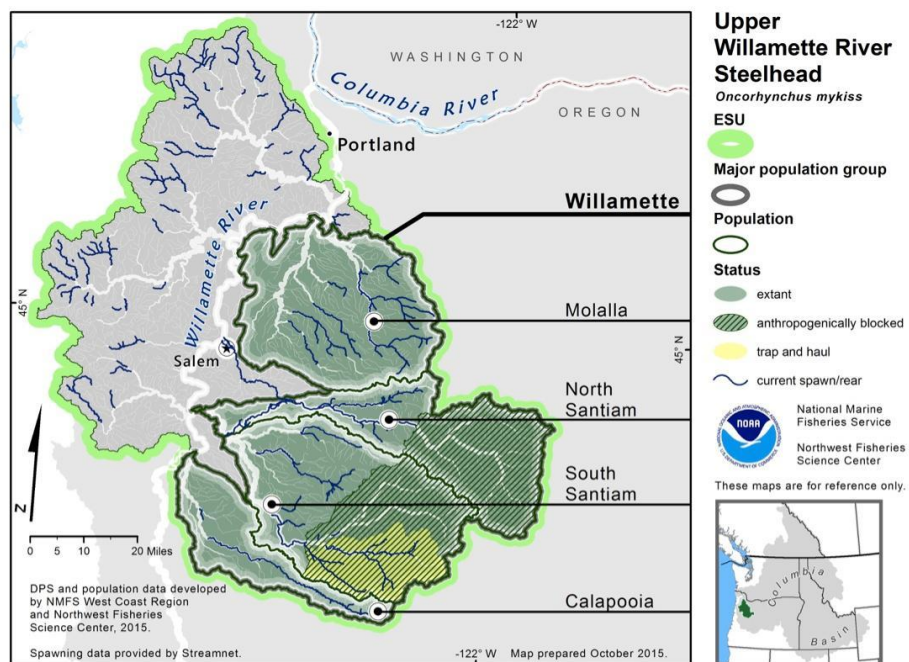 -122° W
WASHINGTON
Columbia River
OREGON
Portland
Willamette River
Willamette
45° N
Molalla
45° N
Salem
North
Santiam
South
Santiam
Calapooia
N
0 10 20 Miles
DPS and population data developed
by NMFS West Coast Region
and Northwest Fisheries
Science Center, 2015.
Spawning data provided by Streamnet.
-122° W
Map prepared October 2015.
Upper
Willamette River
Steelhead
Oncorhynchus mykiss
ESU
Major population group
Population
Status
extant
anthropogenically blocked
trap and haul
current spawn/rear
NOAA
National Marine
Fisheries Service
Northwest Fisheries
Science Center
These maps are for reference only.
Columbia
Basin